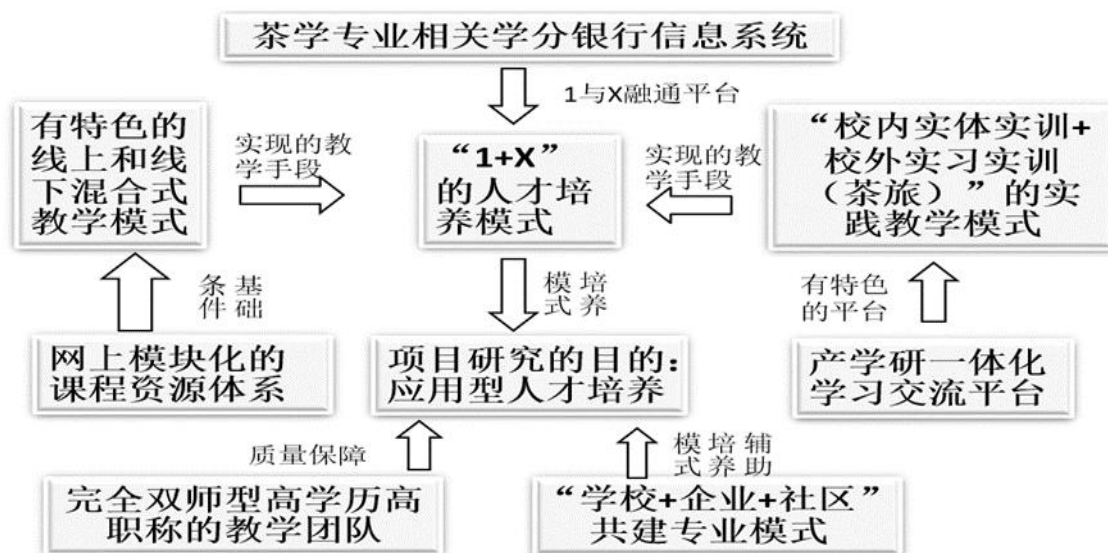 茶学专业相关学分银行信息系统
1与X融通平台
有特色的
线上和线
下混合式
教学模式
实现的教
学手段
“1+X”
的人才培
养模式
实现的教
学手段
“校内实体实训+
校外实习实训
（茶旅）”的实
践教学模式
条基
件础
模培
式养
有特色
的平台
网上模块化的
课程资源体系
项目研究的目的：
应用型人才培养
产学研一体化
学习交流平台
质量保障
模培辅
式养助
完全双师型高学历高
职称的教学团队
“学校+企业+社区”
共建专业模式